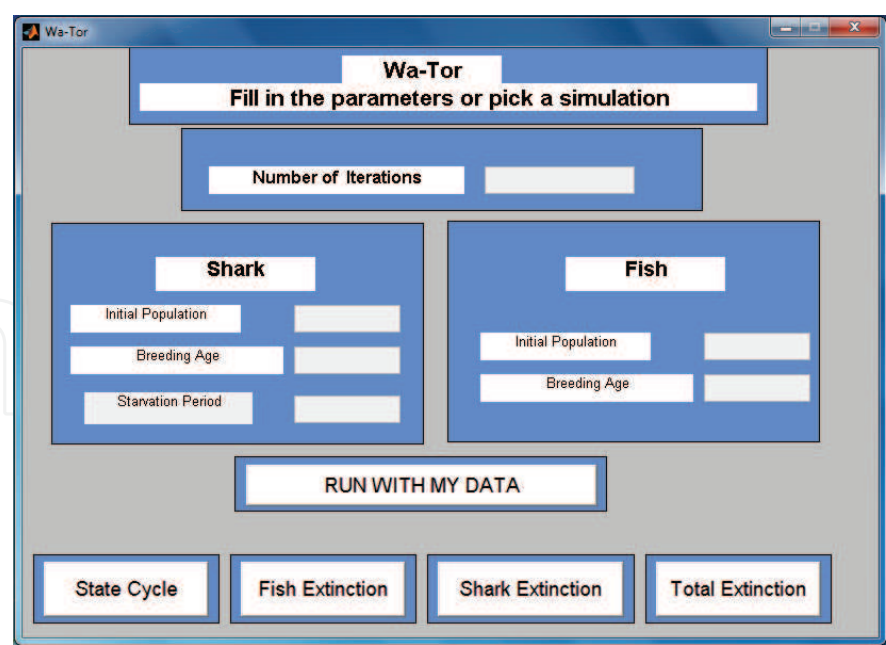 Wa-Tor
Wa-Tor
Fill in the parameters or pick a simulation
Number of Iterations
Shark
Initial Population
Breeding Age
Starvation Period
Fish
Initial Population
Breeding Age
RUN WITH MY DATA
State Cycle
Fish Extinction
Shark Extinction
Total Extinction